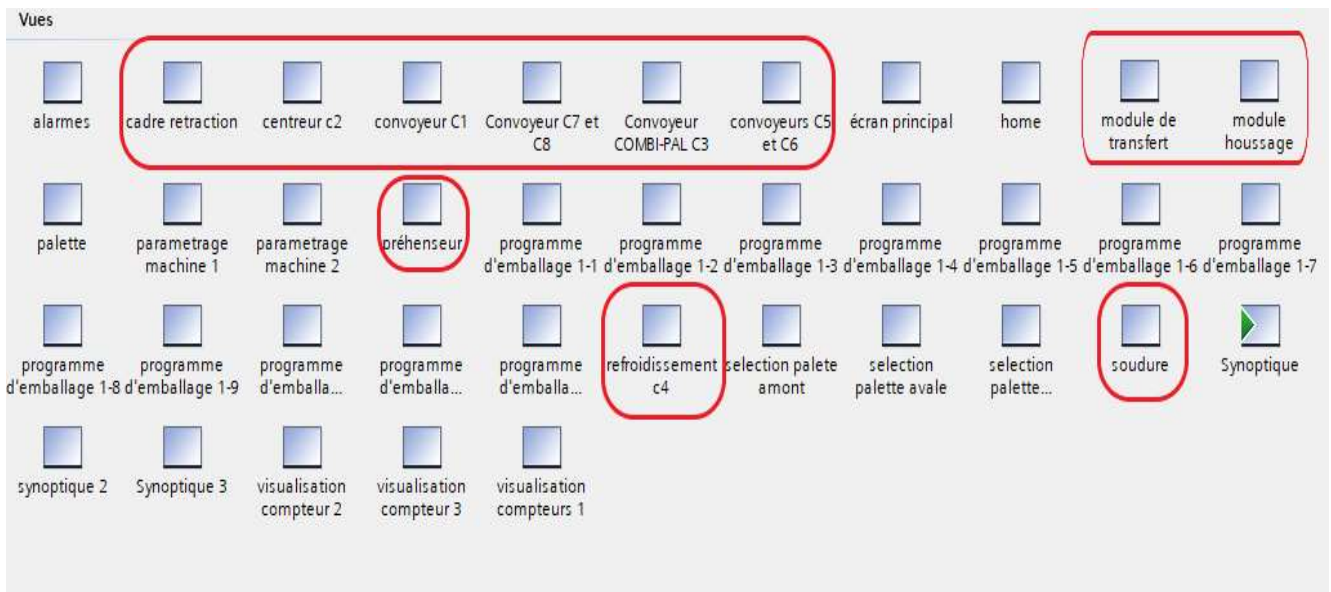 Vues
alarmes
cadre retraction
centreur c2
convoyeur C1
Convoyeur C7 et
C8
Convoyeur
COMBI-PAL C3
convoyeurs C5
et C6
écran principal
home
module de
transfert
module
houssage
palette
parametrage
machine 1
parametrage
machine 2
préhenseur
programme
d'emballage 1-1
programme
d'emballage 1-2
programme
d'emballage 1-3
programme
d'emballage 1-4
programme
d'emballage 1-5
programme
d'emballage 1-6
programme
d'emballage 1-7
programme
d'emballage 1-8
programme
d'emballage 1-9
programme
d'emballa...
programme
d'emballa...
programme
d'emballa...
refroidissement
c4
selection palete
amont
selection
palette avale
selection
palette...
soudure
Synoptique
synoptique 2
Synoptique 3
visualisation
compteur 2
visualisation
compteur 3
visualisation
compteurs 1